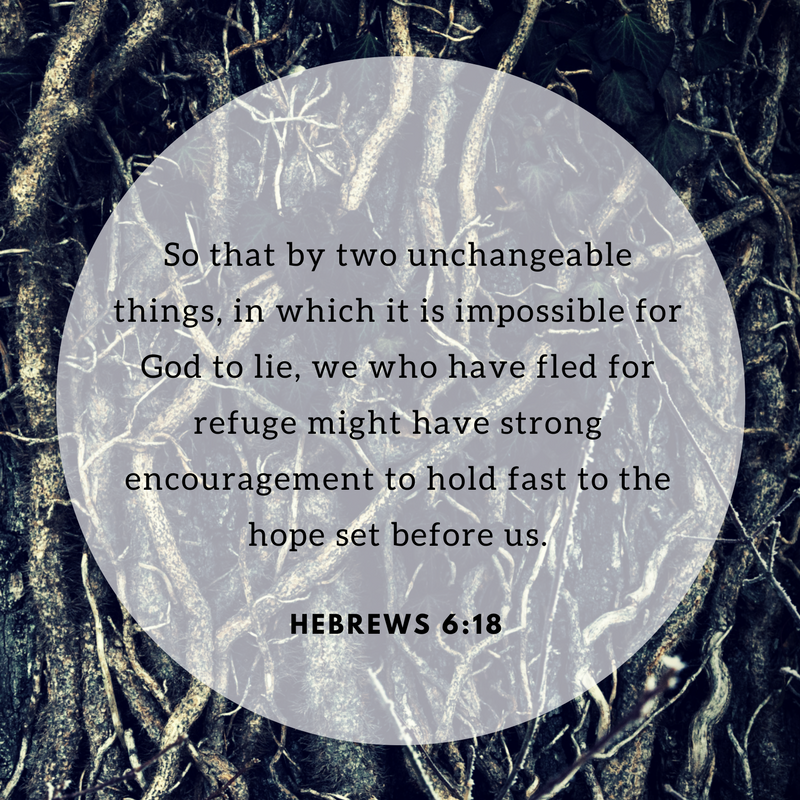 So that by two unchangeable
things, in which it is impossible for
God to lie, we who have fled for
refuge might have strong
encouragement to hold fast to the
hope set before us.
HEBREWS 6:18